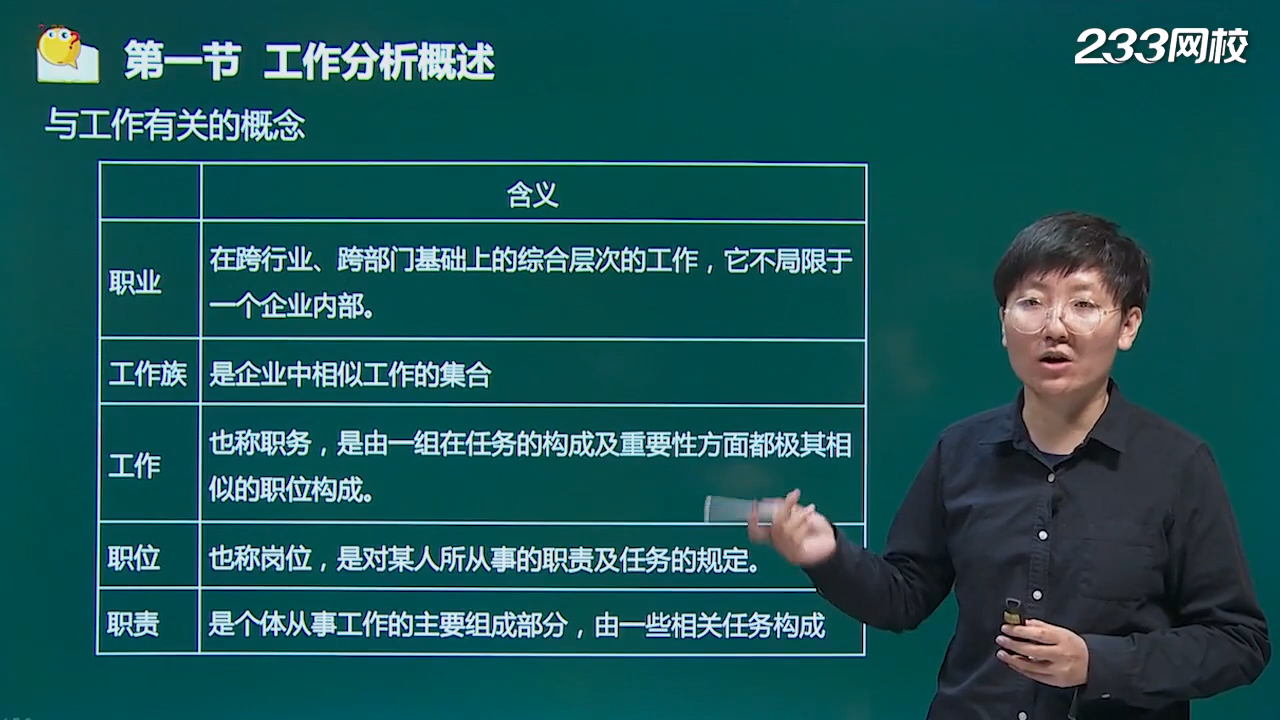 233网校
第一节 工作分析概述
与工作有关的概念
含义
职业
在跨行业、跨部门基础上的综合层次的工作，它不局限于
一个企业内部。
工作族
是企业中相似工作的集合
工作
也称职务，是由一组在任务的构成及重要性方面都极其相
似的职位构成。
职位
也称岗位，是对某人所从事的职责及任务的规定。
职责
是个体从事工作的主要组成部分，由一些相关任务构成